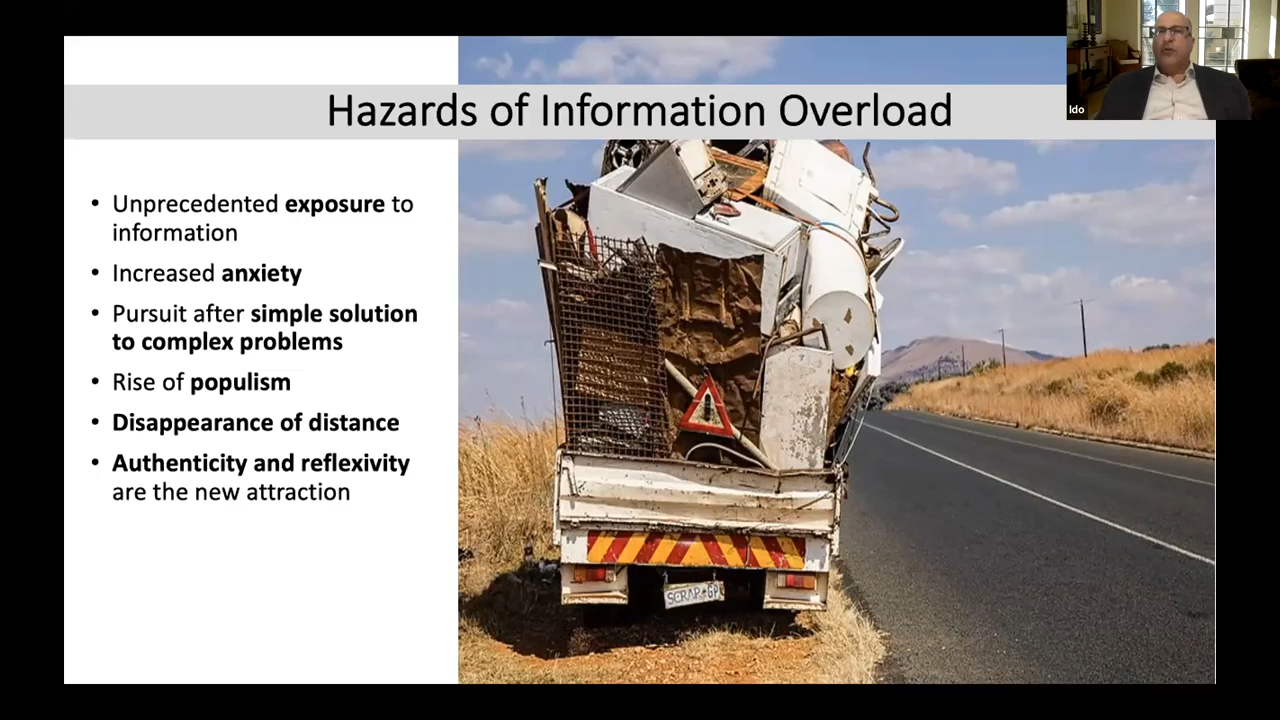 Hazards of Information Overload
Ido
• Unprecedented exposure to
information
• Increased anxiety
• Pursuit after simple solution
to complex problems
• Rise of populism
• Disappearance of distance
• Authenticity and reflexivity
are the new attraction
SCRAP GP